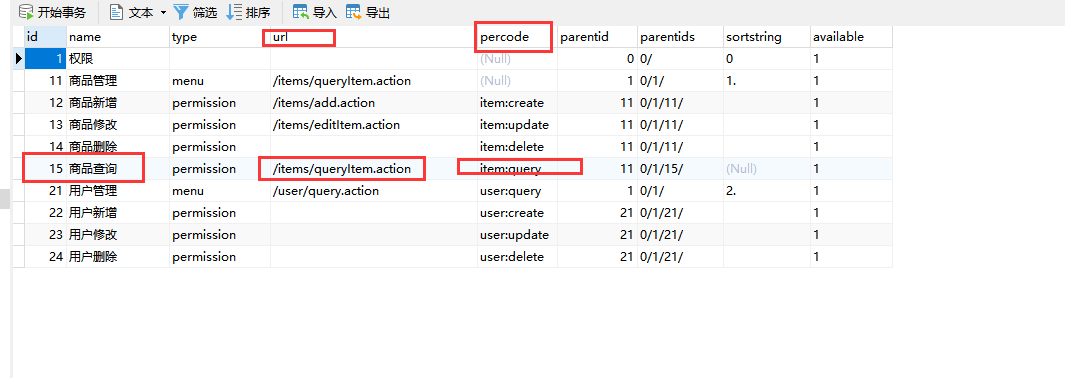 开始事务 文本 筛选 排序 导入 导出
id name type url percode parentid parentids sortstring available
1 权限 (Null) 0 0/ 0 1
11 商品管理 menu /items/queryItem.action (Null) 1 0/1/ 1. 1
12 商品新增 permission /items/add.action item:create 11 0/1/11/ 1
13 商品修改 permission /items/editItem.action item:update 11 0/1/11/ 1
14 商品删除 permission item:delete 11 0/1/11/ 1
15 商品查询 permission /items/queryItem.action item:query 11 0/1/15/ (Null) 1
21 用户管理 menu /user/query.action user:query 1 0/1/ 2. 1
22 用户新增 permission user:create 21 0/1/21/ 1
23 用户修改 permission user:update 21 0/1/21/ 1
24 用户删除 permission user:delete 21 0/1/21/ 1